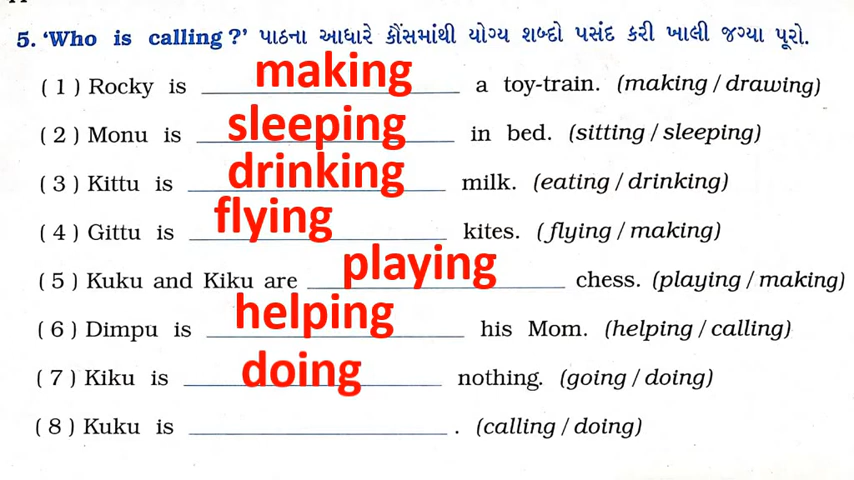 5. 'Who is calling ?' પાઠના આધારે કૌંસમાંથી યોગ્ય શબ્દો પસંદ કરી ખાલી જગ્યા પૂરો.
( 1 ) Rocky is making a toy-train. (making / drawing)
( 2 ) Monu is sleeping in bed. (sitting / sleeping)
( 3 ) Kittu is drinking milk. (eating / drinking)
( 4 ) Gittu is flying kites. ( flying / making)
( 5 ) Kuku and Kiku are playing chess. (playing / making)
( 6 ) Dimpu is helping his Mom. (helping / calling)
( 7 ) Kiku is doing nothing. (going / doing)
( 8 ) Kuku is ____________ . (calling / doing)